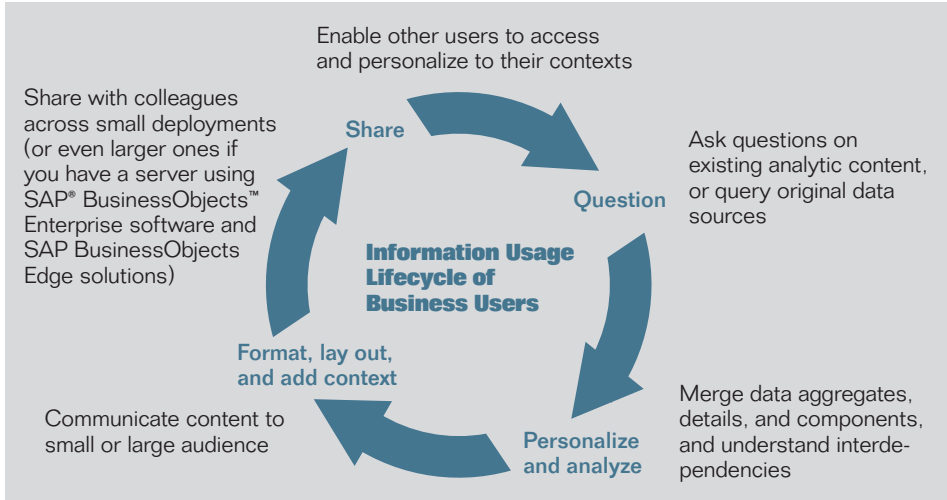 Enable other users to access
and personalize to their contexts
Share with colleagues
across small deployments
(or even larger ones if
you have a server using
SAP® BusinessObjects™
Enterprise software and
SAP BusinessObjects
Edge solutions)
Share
Ask questions on
existing analytic content,
or query original data
sources
Question
Information Usage
Lifecycle of
Business Users
Format, lay out,
and add context
Communicate content to
small or large audience
Personalize
and analyze
Merge data aggregates,
details, and components,
and understand interde-
pendencies